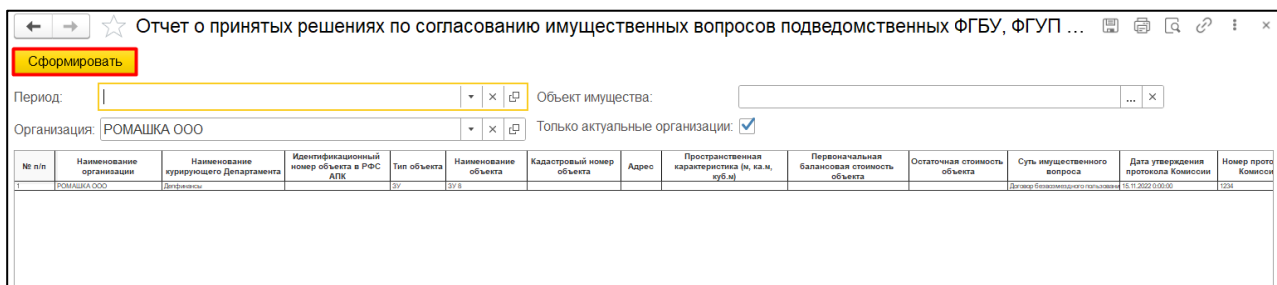 Отчет о принятых решениях по согласованию имущественных вопросов подведомственных ФГБУ, ФГУП ...
Сформировать
Период: Объект имущества:
Организация: РОМАШКА ООО Только актуальные организации:
№ п/п
Наименование
организации
Наименование
курирующего Департамента
Идентификационный
номер объекта в РФС
АПК
Тип объекта
Наименование
объекта
Кадастровый номер
объекта
Адрес
Пространственная
характеристика (м, ка.м,
куб.м)
Первоначальная
балансовая стоимость
объекта
Остаточная стоимость
объекта
Суть имущественного
вопроса
Дата утверждения
протокола Комиссии
Номер прото
Комисси
1 РОМАШКА ООО Депфинансы ЗУ ЗУ 8 Договор безвозмездного пользовани 15.11.2022 0:00:00 1234